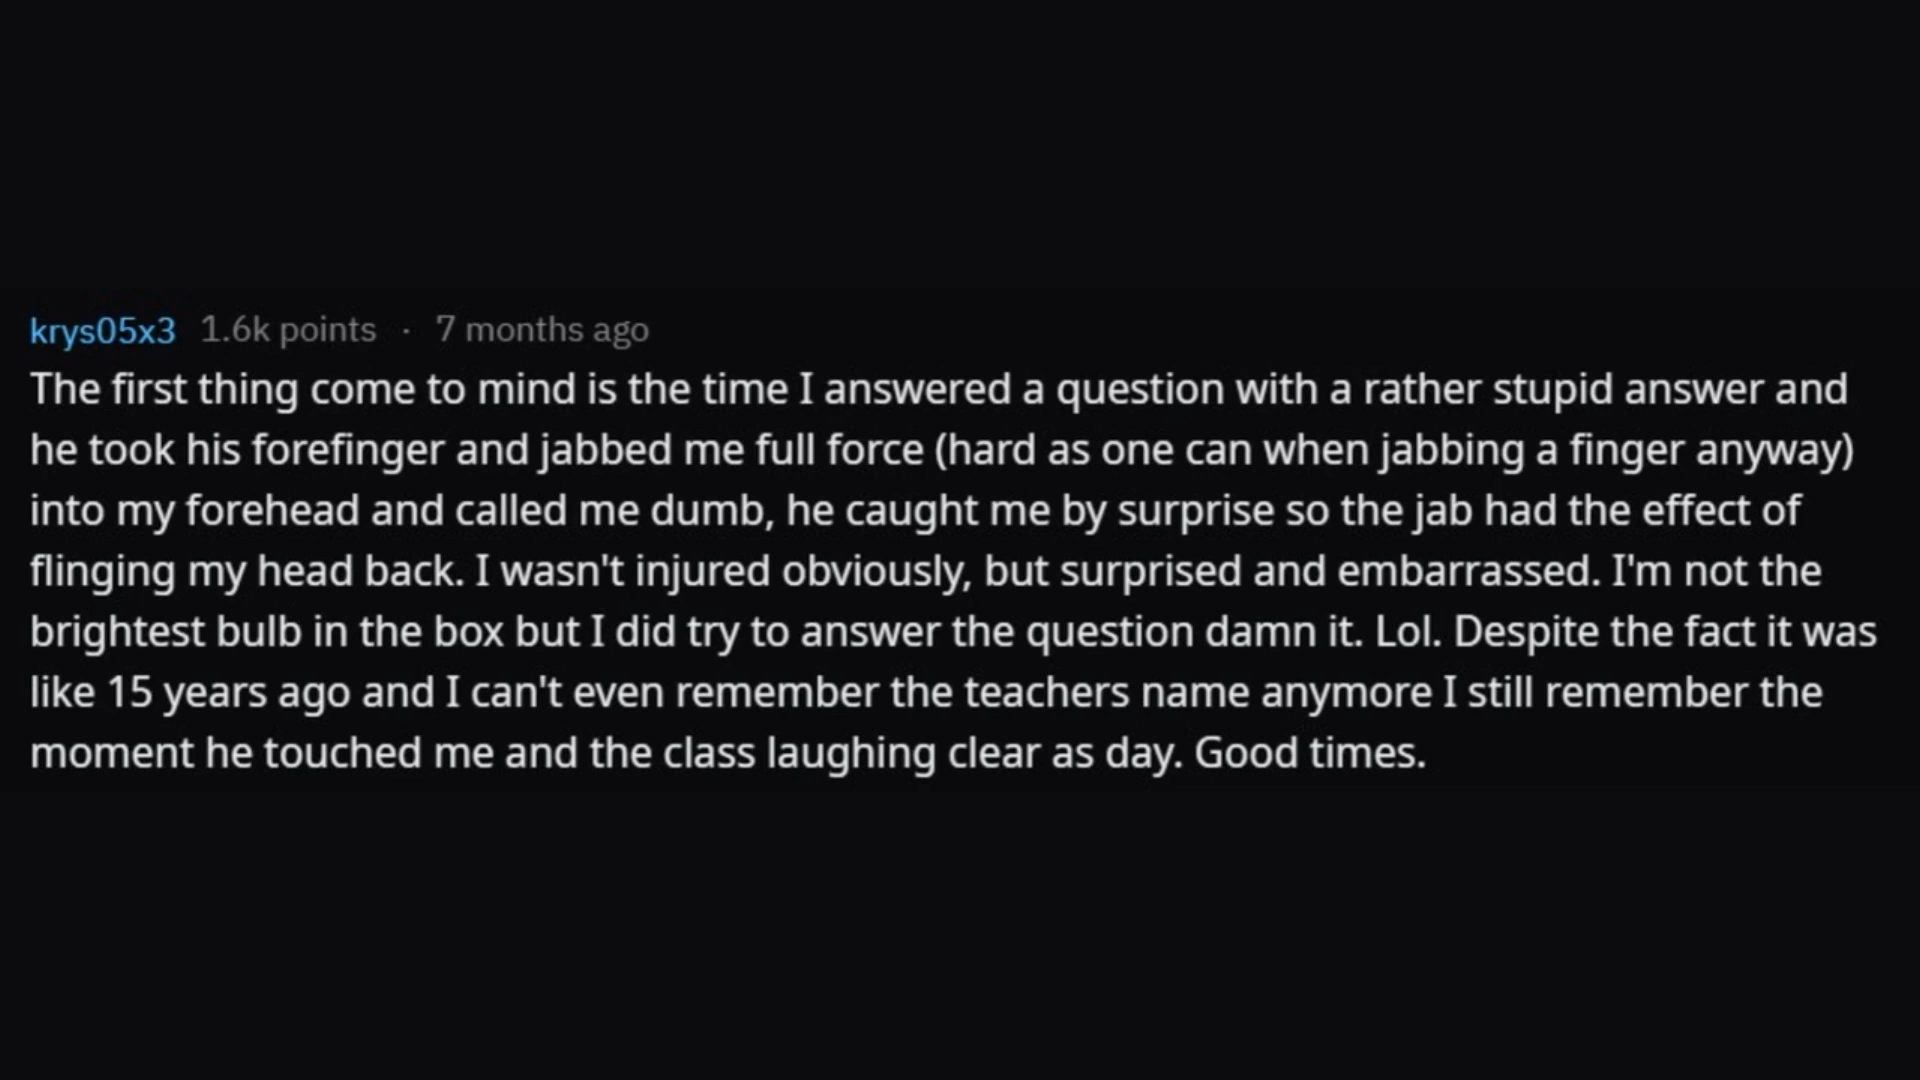 krys05x3 1.6k points · 7 months ago
The first thing come to mind is the time I answered a question with a rather stupid answer and
he took his forefinger and jabbed me full force (hard as one can when jabbing a finger anyway)
into my forehead and called me dumb, he caught me by surprise so the jab had the effect of
flinging my head back. I wasn't injured obviously, but surprised and embarrassed. I'm not the
brightest bulb in the box but I did try to answer the question damn it. Lol. Despite the fact it was
like 15 years ago and I can't even remember the teachers name anymore I still remember the
moment he touched me and the class laughing clear as day. Good times.